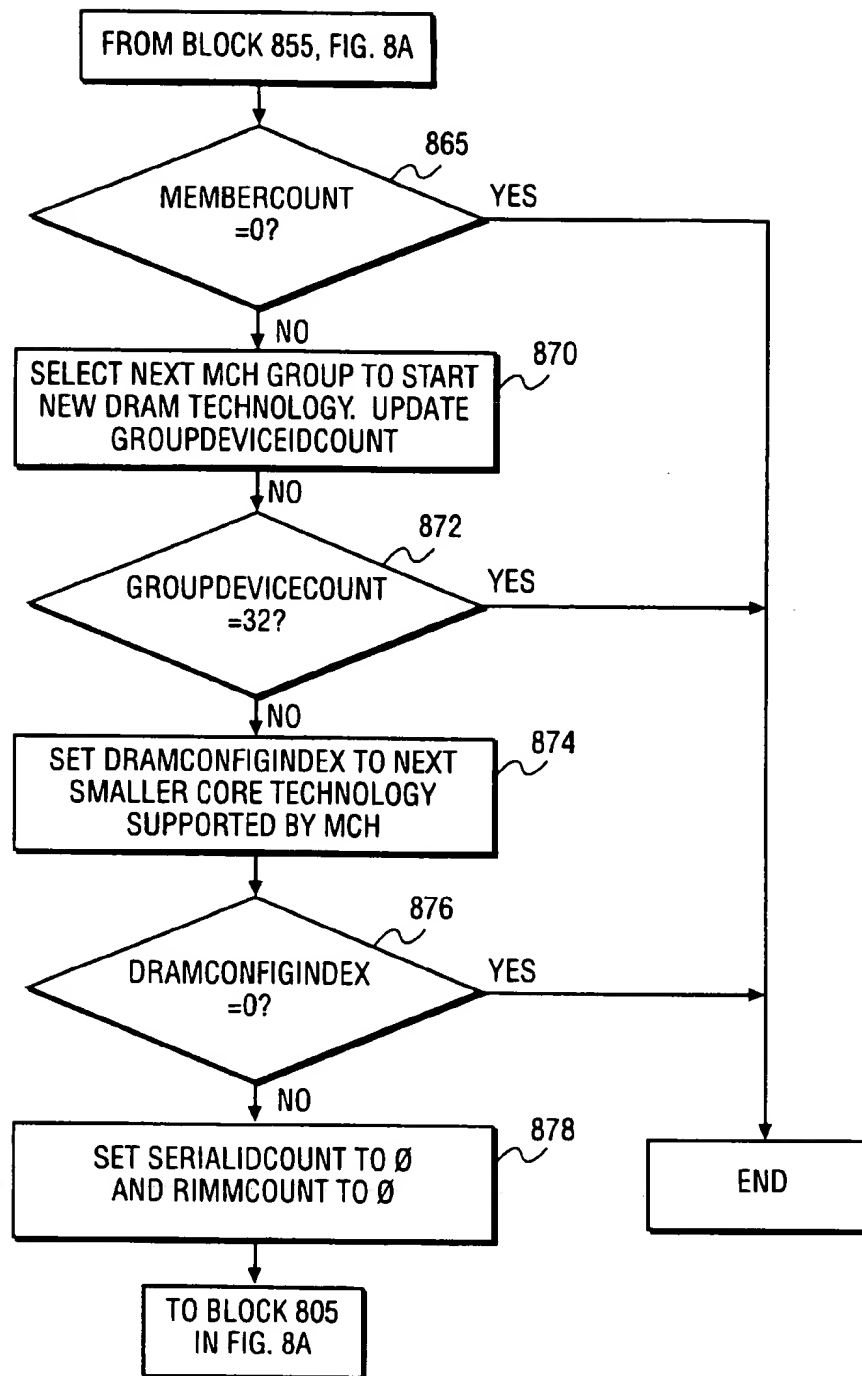 FROM BLOCK 855, FIG. 8A
865
MEMBERCOUNT
=0?
YES
NO
870
SELECT NEXT MCH GROUP TO START
NEW DRAM TECHNOLOGY. UPDATE
GROUPDEVICEIDCOUNT
NO
872
GROUPDEVICECOUNT
=32?
YES
NO
874
SET DRAMCONFIGINDEX TO NEXT
SMALLER CORE TECHNOLOGY
SUPPORTED BY MCH
876
DRAMCONFIGINDEX
=0?
YES
NO
878
SET SERIALIDCOUNT TO Ø
AND RIMMCOUNT TO Ø
END
TO BLOCK 805
IN FIG. 8A